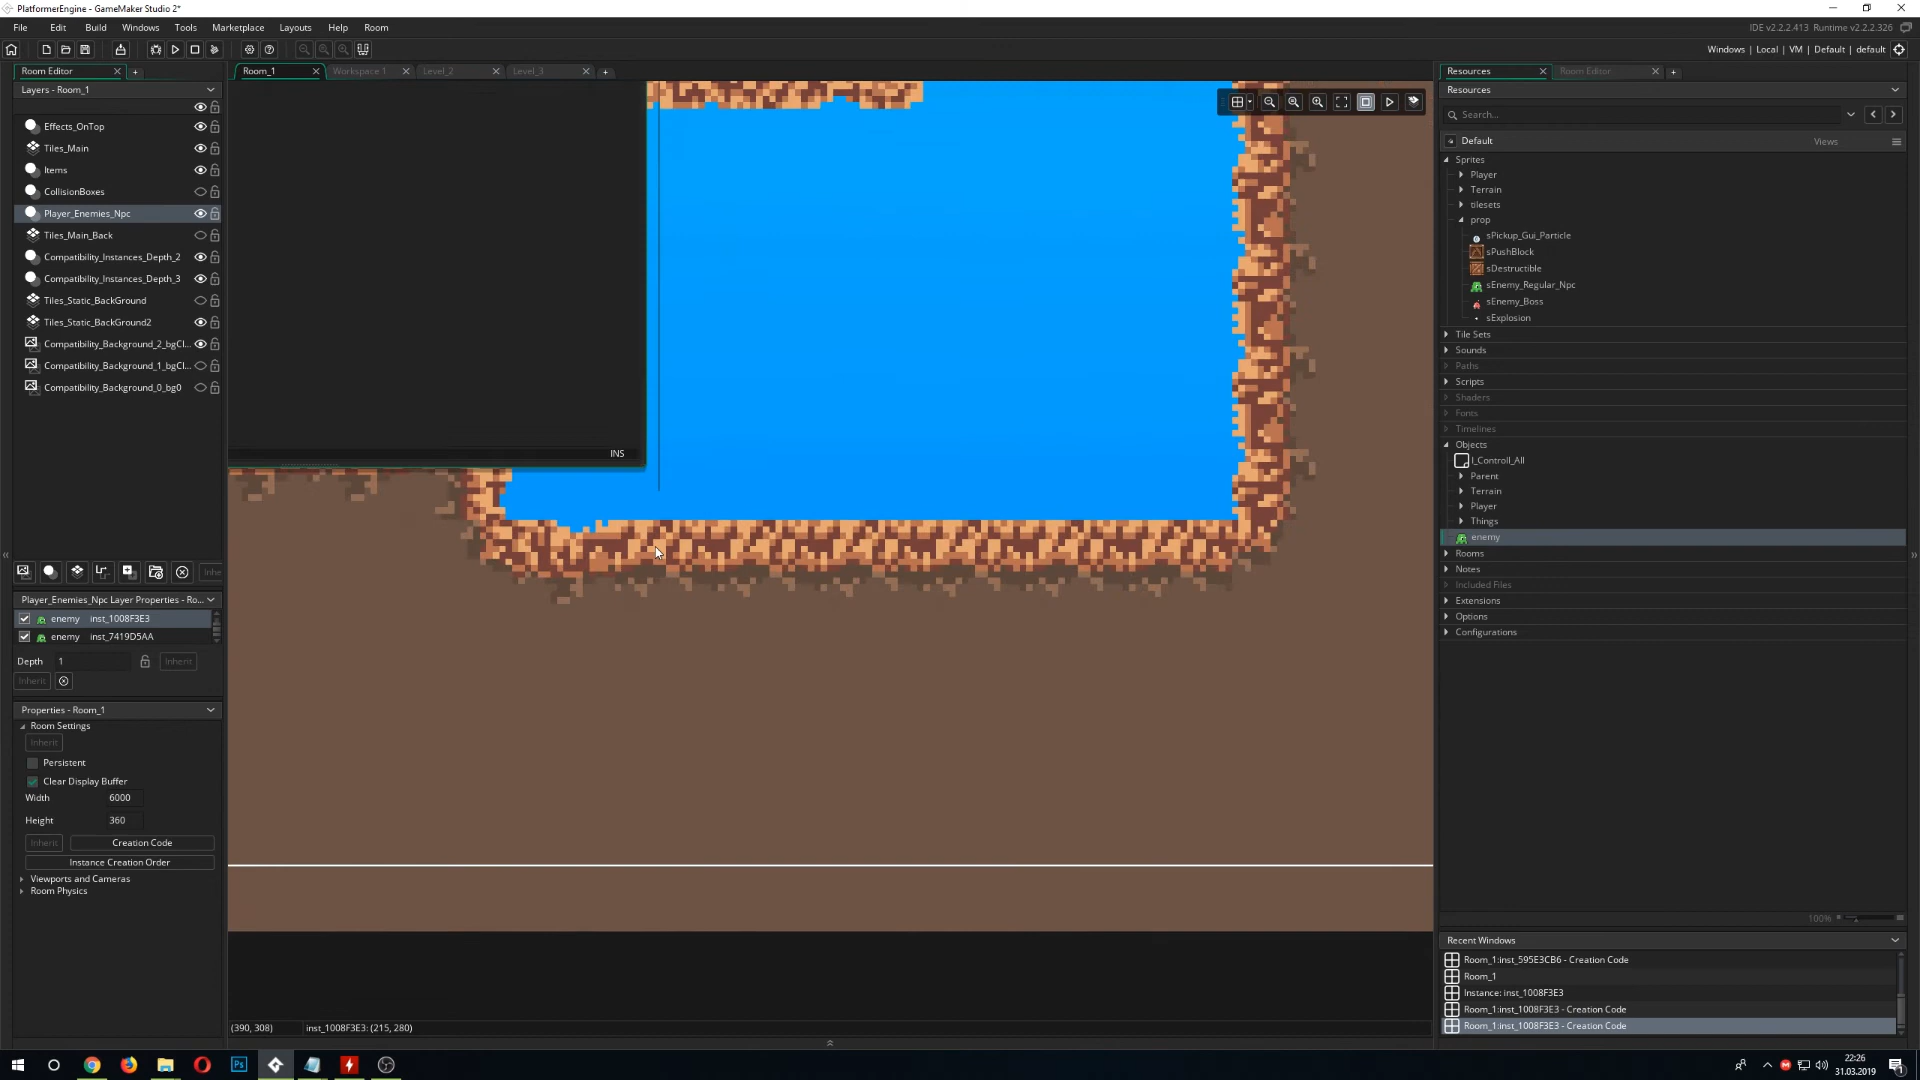 PlatformerEngine - GameMaker Studio 2*
File Edit Build Windows Tools Marketplace Layouts Help Room
IDE v2.2.2.413 Runtime v2.2.2.326
Windows | Local | VM | Default | default
Room Editor
Room_1
Workspace 1
Level_2
Level_3
Layers - Room_1
Effects_OnTop
Tiles_Main
Items
CollisionBoxes
Player_Enemies_Npc
Tiles_Main_Back
Compatibility_Instances_Depth_2
Compatibility_Instances_Depth_3
Tiles_Static_BackGround
Tiles_Static_BackGround2
Compatibility_Background_2_bgCl...
Compatibility_Background_1_bgCl...
Compatibility_Background_0_bg0
Inhe
Player_Enemies_Npc Layer Properties - Ro...
enemy inst_1008F3E3
enemy inst_7419D5AA
Depth 1 Inherit
Inherit
Properties - Room_1
Room Settings
Inherit
Persistent
Clear Display Buffer
Width 6000
Height 360
Inherit Creation Code
Instance Creation Order
Viewports and Cameras
Room Physics
INS
(390, 308) inst_1008F3E3: (215, 280)
Resources
Room Editor
Resources
Search...
Default Views
Sprites
Player
Terrain
tilesets
prop
sPickup_Gui_Particle
sPushBlock
sDestructible
sEnemy_Regular_Npc
sEnemy_Boss
sExplosion
Tile Sets
Sounds
Paths
Scripts
Shaders
Fonts
Timelines
Objects
I_Controll_All
Parent
Terrain
Player
Things
enemy
Rooms
Notes
Included Files
Extensions
Options
Configurations
100%
Recent Windows
Room_1:inst_595E3CB6 - Creation Code
Room_1
Instance: inst_1008F3E3
Room_1:inst_1008F3E3 - Creation Code
Room_1:inst_1008F3E3 - Creation Code
Ps
22:26
31.03.2019